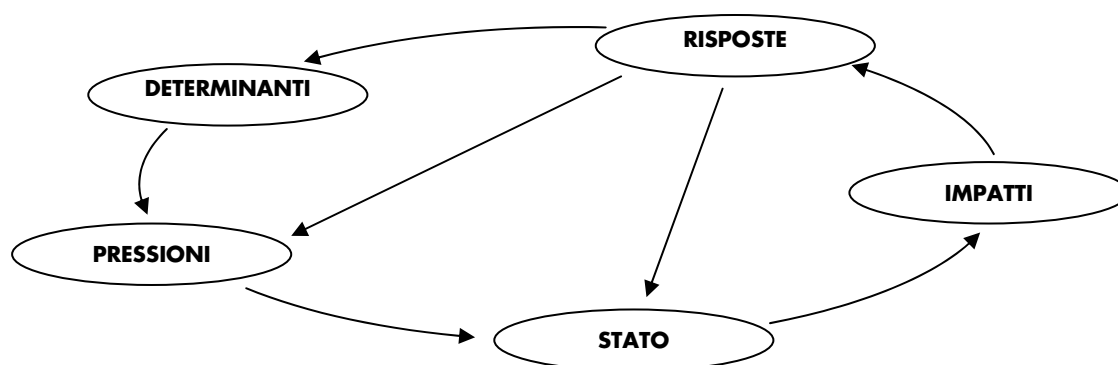 RISPOSTE
DETERMINANTI
IMPATTI
PRESSIONI
STATO